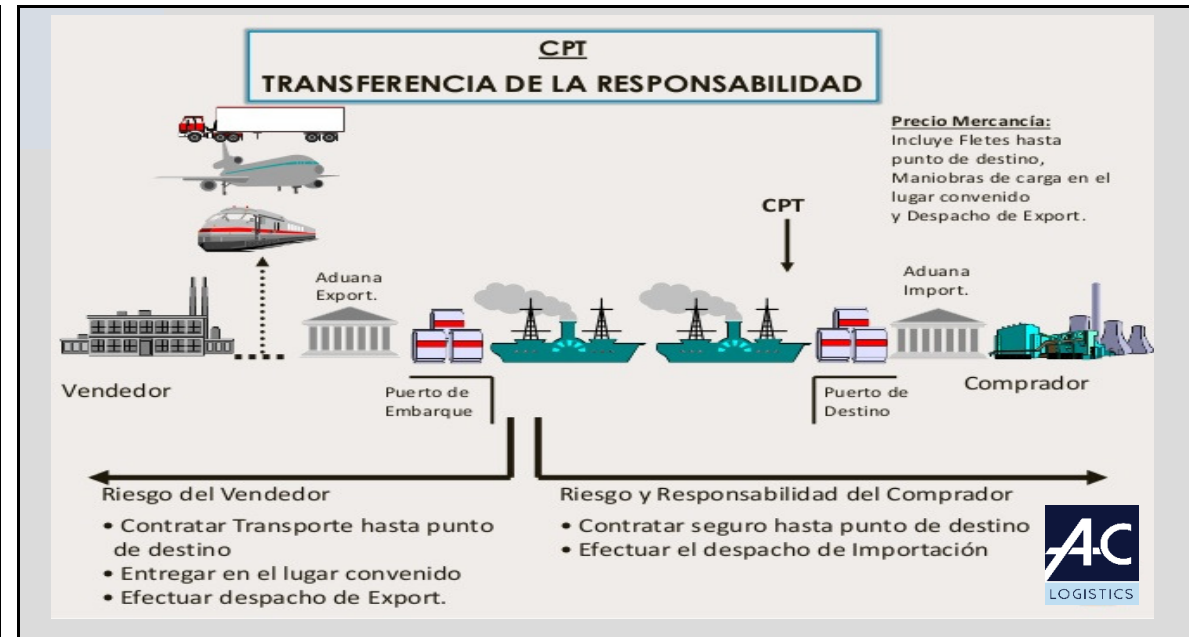 CPT
TRANSFERENCIA DE LA RESPONSABILIDAD
Precio Mercancía:
Incluye Fletes hasta
punto de destino,
Maniobras de carga en el
lugar convenido
y Despacho de Export.
CPT
Aduana
Export.
Aduana
Import.
Vendedor
Puerto de
Embarque
Puerto de
Destino
Comprador
Riesgo del Vendedor
• Contratar Transporte hasta punto
de destino
• Entregar en el lugar convenido
• Efectuar despacho de Export.
Riesgo y Responsabilidad del Comprador
• Contratar seguro hasta punto de destino
• Efectuar el despacho de Importación
AC
LOGISTICS